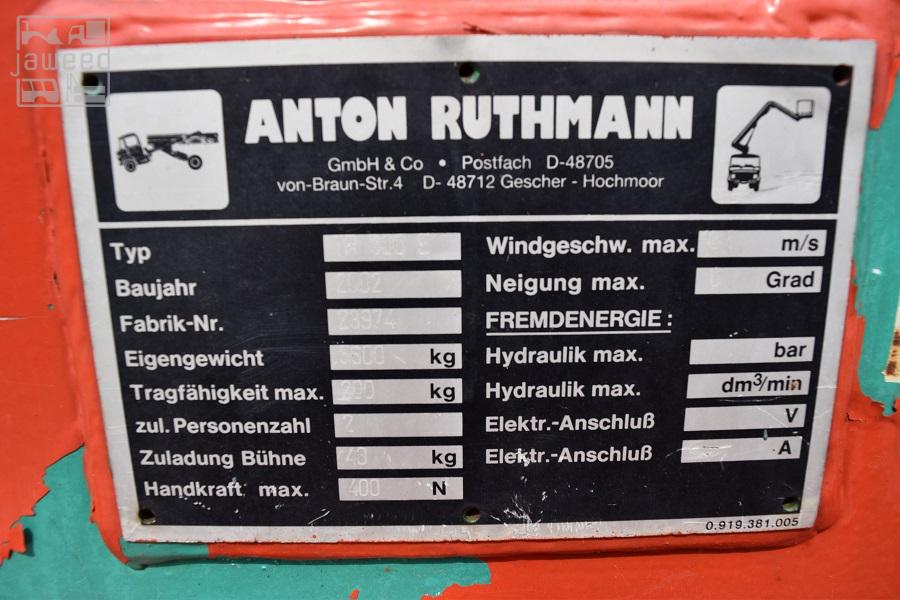 jaweed
ANTON RUTHMANN
GmbH & Co • Postfach D-48705
von-Braun-Str.4 D- 48712 Gescher - Hochmoor
Typ
Baujahr 2002
Fabrik-Nr. 23974
Eigengewicht 3500 kg
Tragfähigkeit max. 200 kg
zul. Personenzahl 2
Zuladung Bühne kg
Handkraft max. 400 N
Windgeschw. max. m/s
Neigung max. Grad
FREMDENERGIE:
Hydraulik max. bar
Hydraulik max. dm³/min
Elektr.-Anschluß V
Elektr.-Anschluß A
0.919.381.005